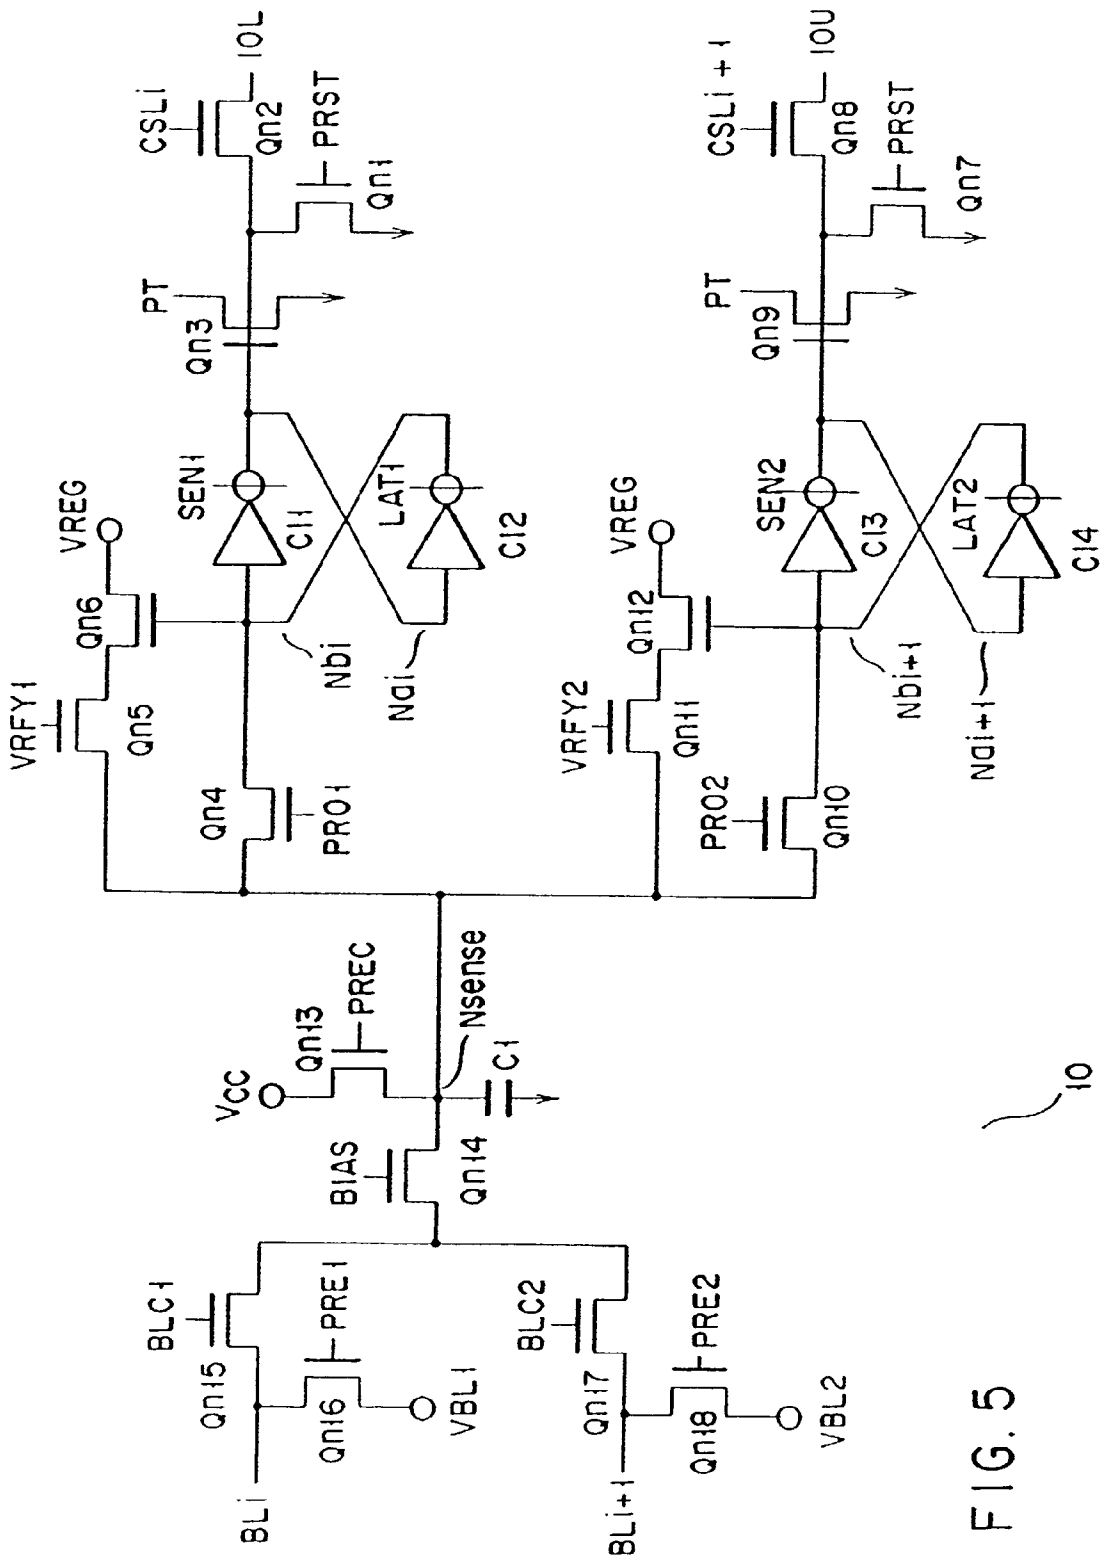 CSLi
IOL
Qn2
PRST
Qn1
PT
Qn3
VREG
Qn6
VRFY1
Qn5
SEN1
CI1
LAT1
CI2
Nbi
Nai
Qn4
PRO1
CSLi+1
IOU
Qn8
PRST
Qn7
PT
Qn9
VREG
Qn12
VRFY2
Qn11
SEN2
CI3
LAT2
CI4
Nbi+1
Nai+1
PRO2
Qn10
VCC
Qn13
PREC
Nsense
C1
BIAS
Qn14
BLC1
Qn15
PRE1
Qn16
VBL1
BLi
BLC2
Qn17
PRE2
Qn18
VBL2
BLi+1
10
FIG. 5